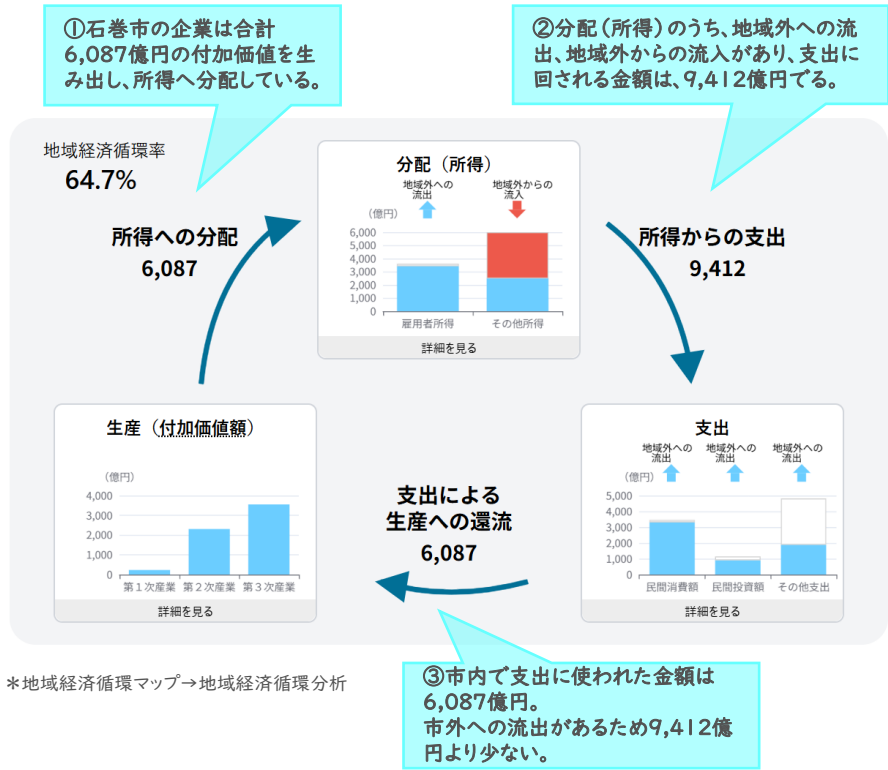 ①石巻市の企業は合計
6,087億円の付加価値を生
み出し、所得へ分配している。
②分配(所得)のうち、地域外への流
出、地域外からの流入があり、支出に
回される金額は、9,412億円でる。
地域経済循環率
64.7%
分配（所得）
地域外への
流出
地域外からの
流入
（億円）
6,000
5,000
4,000
3,000
2,000
1,000
0
雇用者所得
その他所得
詳細を見る
所得への分配
6,087
所得からの支出
9,412
生産（付加価値額）
（億円）
4,000
3,000
2,000
1,000
0
第１次産業 第２次産業 第３次産業
詳細を見る
支出による
生産への還流
6,087
支出
地域外への
流出
地域外への
流出
地域外への
流出
（億円）
5,000
4,000
3,000
2,000
1,000
0
民間消費額 民間投資額 その他支出
詳細を見る
③市内で支出に使われた金額は
6,087億円。
市外への流出があるため9,412億
円より少ない。
＊地域経済循環マップ→地域経済循環分析